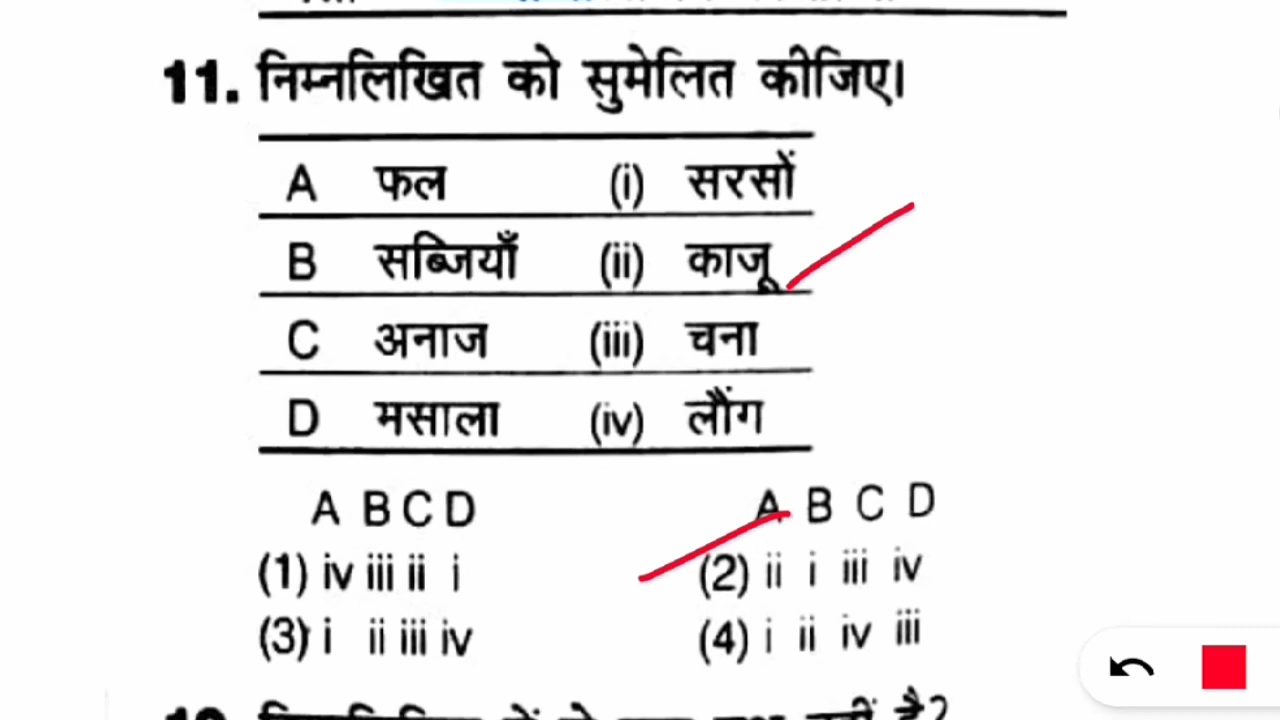 11. निम्नलिखित को सुमेलित कीजिए।
A फल (i) सरसों
B सब्जियाँ (ii) काजू
C अनाज (iii) चना
D मसाला (iv) लौंग
A B C D A B C D
(1) iv iii ii i (2) ii i iii iv
(3) i ii iii iv (4) i ii iv iii